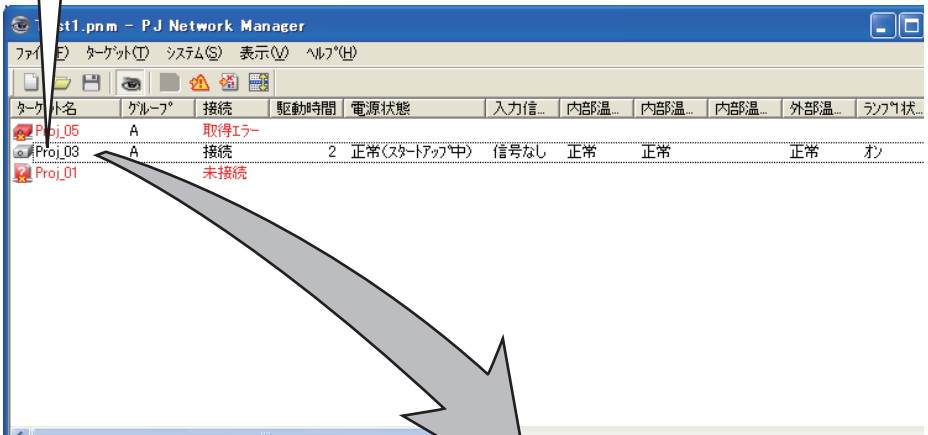 st1.pnm - PJ Network Manager
ﾌｧｲ (F) ﾀｰｹﾞｯﾄ(T) ｼｽﾃﾑ(S) 表示(V) ﾍﾙﾌﾟ(H)
ﾀｰｹﾞｯﾄ名 ｸﾞﾙｰﾌﾟ 接続 駆動時間 電源状態 入力信... 内部温... 内部温... 内部温... 外部温... ﾗﾝﾌﾟ1状...
Proj_05 A 取得ｴﾗｰ
Proj_03 A 接続 2 正常(ｽﾀｰﾄｱｯﾌﾟ中) 信号なし 正常 正常 正常 ｵﾝ
Proj_01 未接続